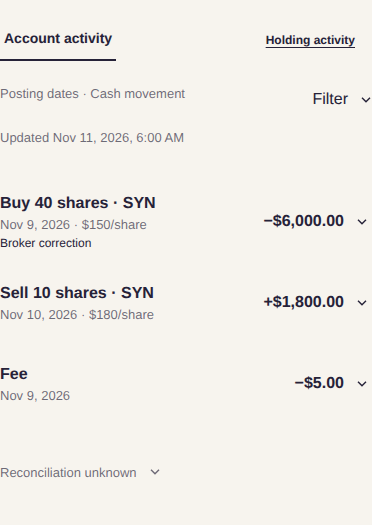 Account activity
Holding activity
Posting dates · Cash movement
Filter
Updated Nov 11, 2026, 6:00 AM
Buy 40 shares · SYN
Nov 9, 2026 · $150/share
−$6,000.00
Broker correction
Sell 10 shares · SYN
+$1,800.00
Nov 10, 2026 · $180/share
Fee
−$5.00
Nov 9, 2026
Reconciliation unknown